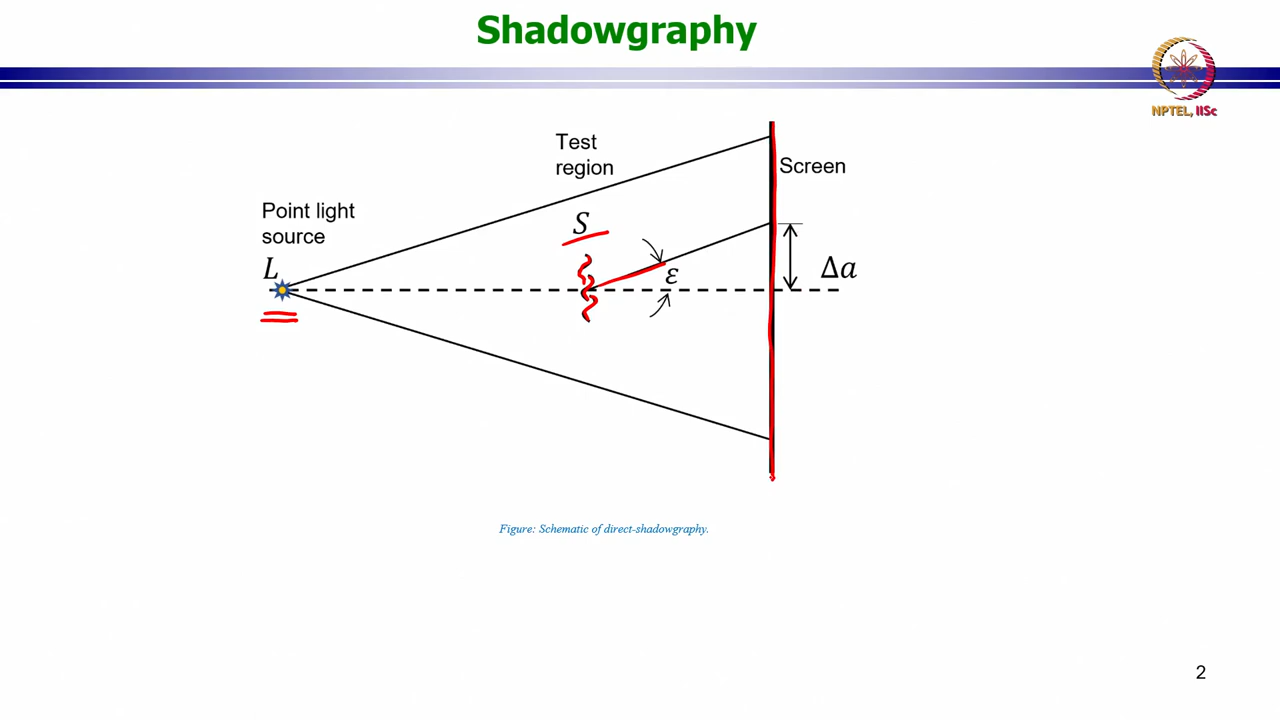 Shadowgraphy
NPTEL, IISc
Test
region
Screen
Point light
source
S
L
ε
Δa
Figure: Schematic of direct-shadowgraphy.
2